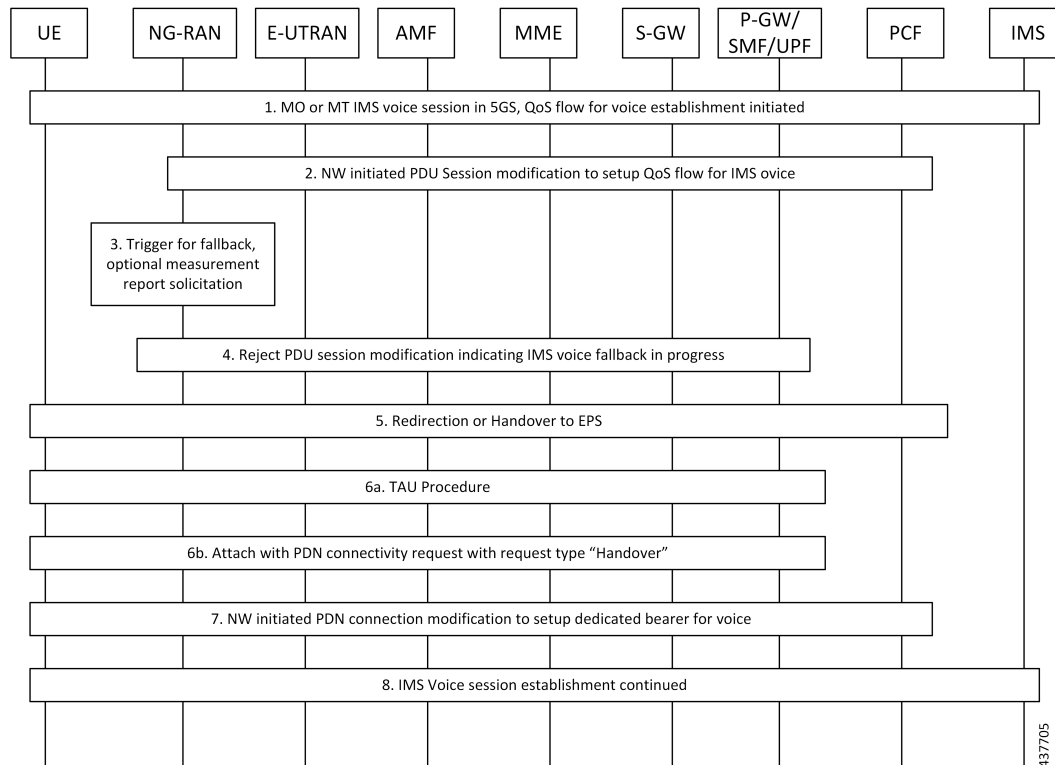 UE
NG-RAN
E-UTRAN
AMF
MME
S-GW
P-GW/
SMF/UPF
PCF
IMS
1. MO or MT IMS voice session in 5GS, QoS flow for voice establishment initiated
2. NW initiated PDU Session modification to setup QoS flow for IMS ovice
3. Trigger for fallback,
optional measurement
report solicitation
4. Reject PDU session modification indicating IMS voice fallback in progress
5. Redirection or Handover to EPS
6a. TAU Procedure
6b. Attach with PDN connectivity request with request type “Handover”
7. NW initiated PDN connection modification to setup dedicated bearer for voice
8. IMS Voice session establishment continued
437705